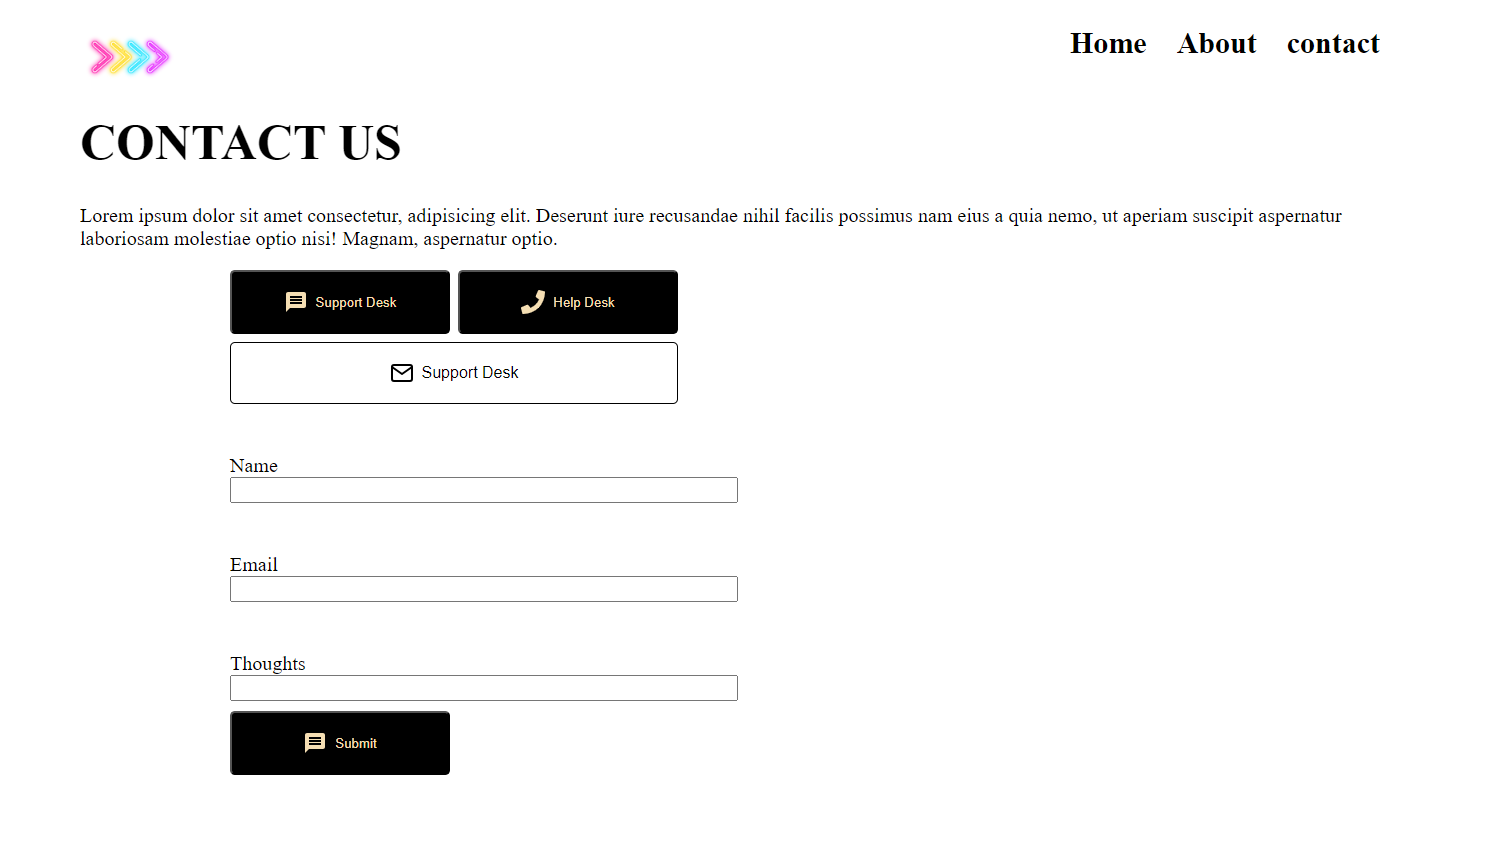 Home About contact
CONTACT US
Lorem ipsum dolor sit amet consectetur, adipisicing elit. Deserunt iure recusandae nihil facilis possimus nam eius a quia nemo, ut aperiam suscipit aspernatur
laboriosam molestiae optio nisi! Magnam, aspernatur optio.
Support Desk
Help Desk
Support Desk
Name
Email
Thoughts
Submit